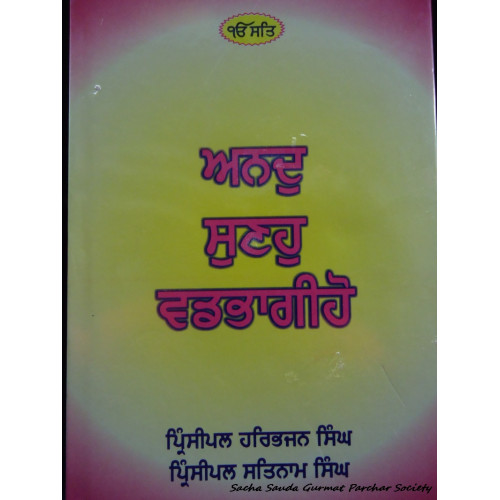 ੴ ਸਤਿ
ਅਨਦੁ
ਸੁਣਹੁ
ਵਡਭਾਗੀਹੋ
ਪ੍ਰਿੰਸੀਪਲ ਹਰਿਭਜਨ ਸਿੰਘ
ਪ੍ਰਿੰਸੀਪਲ ਸਤਿਨਾਮ ਸਿੰਘ
Sacha Sauda Gurmat Parchar Society